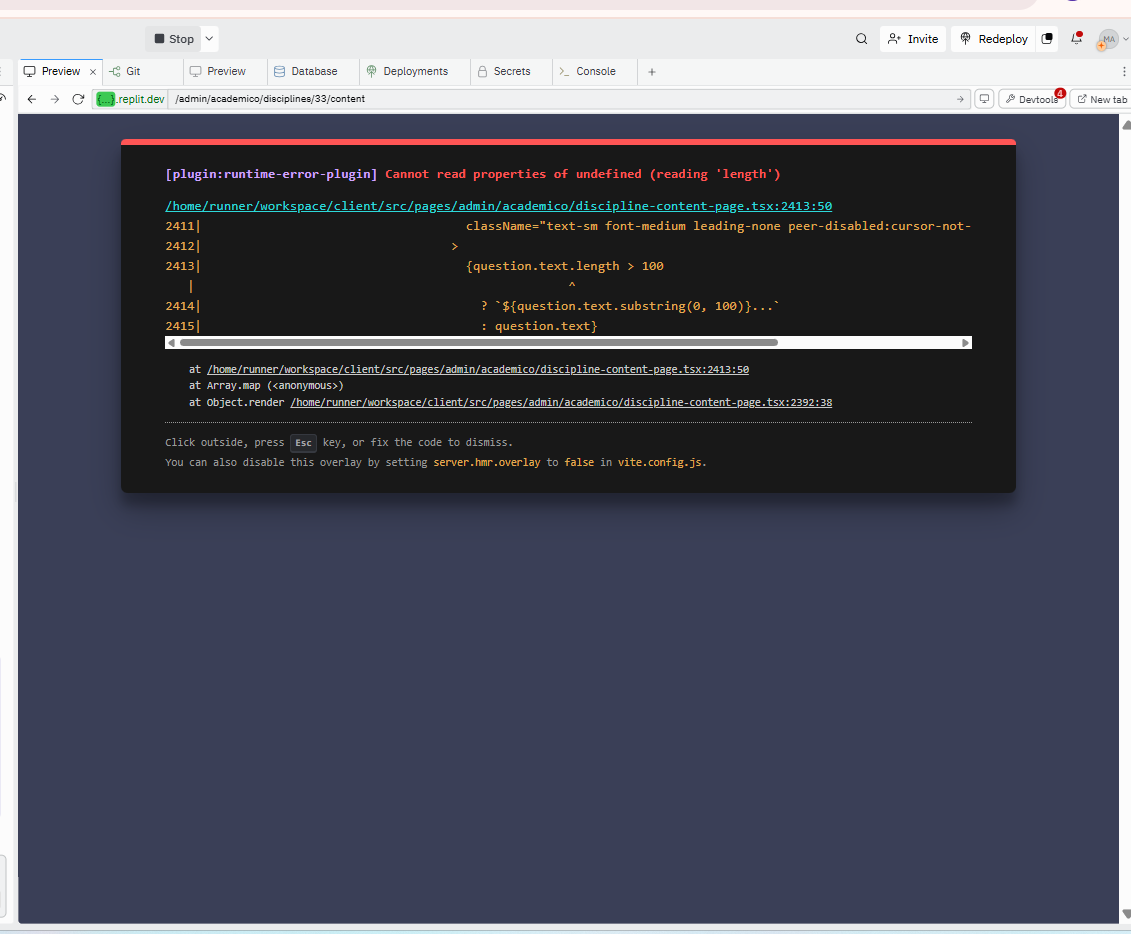 Stop
Invite
Redeploy
MA
Preview
Git
Preview
Database
Deployments
Secrets
Console
{...}.replit.dev
/admin/academico/disciplines/33/content
Devtools
4
New tab
[plugin:runtime-error-plugin] Cannot read properties of undefined (reading 'length')
/home/runner/workspace/client/src/pages/admin/academico/discipline-content-page.tsx:2413:50
2411| className="text-sm font-medium leading-none peer-disabled:cursor-not-
2412| >
2413| {question.text.length > 100
| ^
2414| ? `${question.text.substring(0, 100)}...`
2415| : question.text}
at /home/runner/workspace/client/src/pages/admin/academico/discipline-content-page.tsx:2413:50
at Array.map (<anonymous>)
at Object.render /home/runner/workspace/client/src/pages/admin/academico/discipline-content-page.tsx:2392:38
Click outside, press Esc key, or fix the code to dismiss.
You can also disable this overlay by setting server.hmr.overlay to false in vite.config.js.